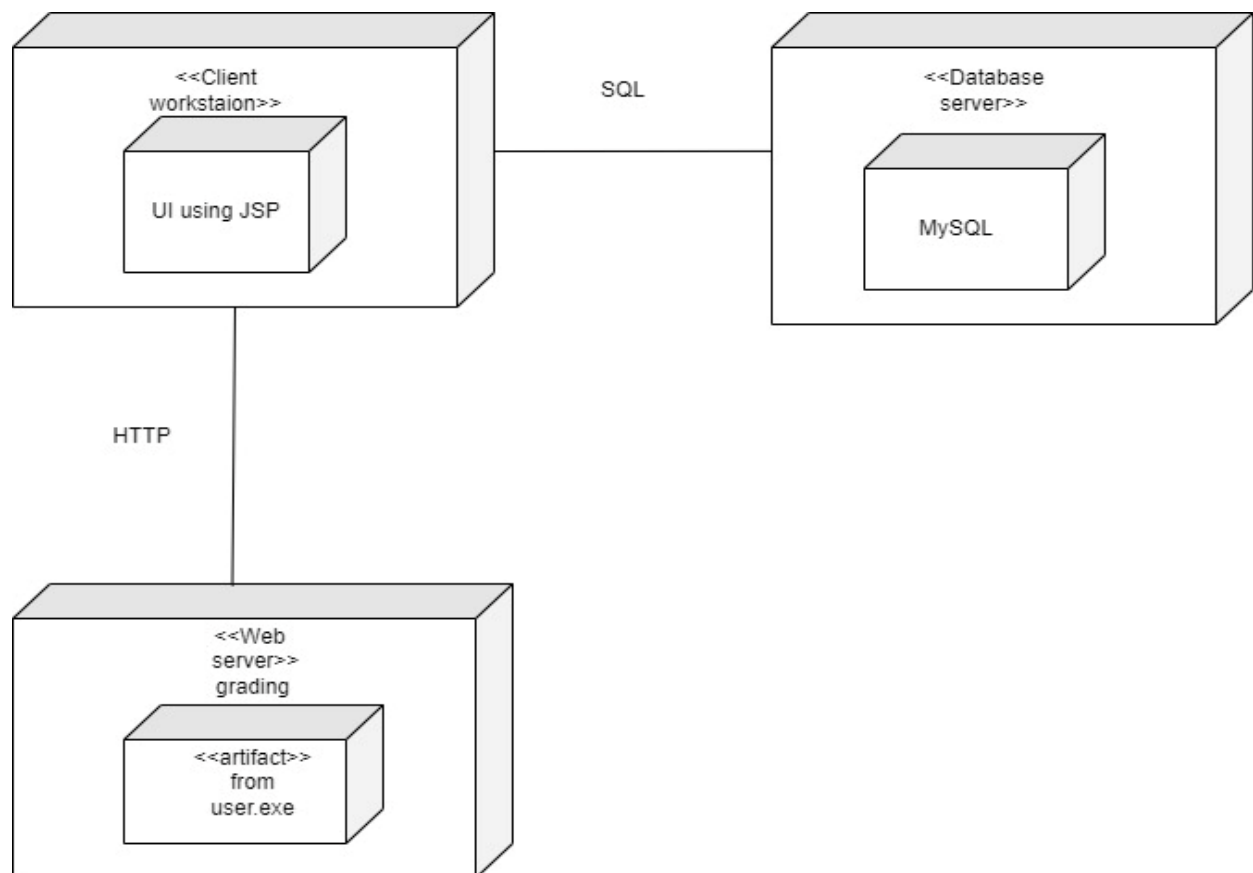 <<Client
workstaion>>
UI using JSP
SQL
<<Database
server>>
MySQL
HTTP
<<Web
server>>
grading
<<artifact>>
from
user.exe